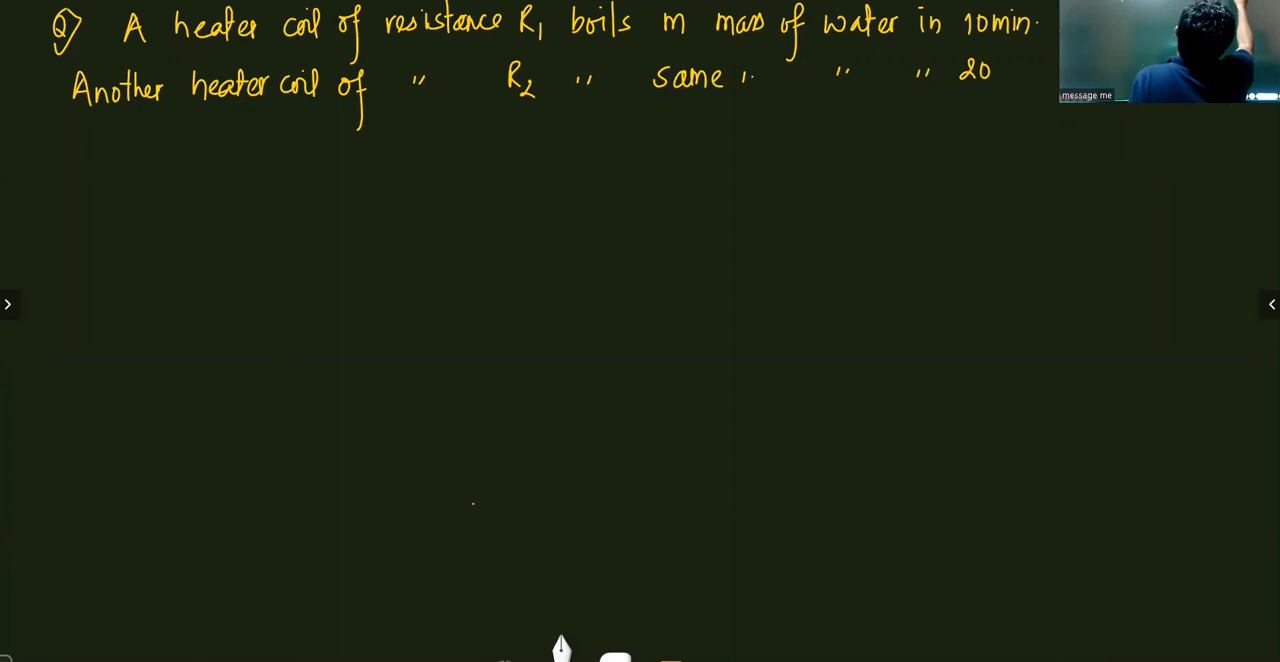 Q) A heater coil of resistance R₁ boils m mass of water in 10min.
Another heater coil of " R₂ " same " " " 20
message me